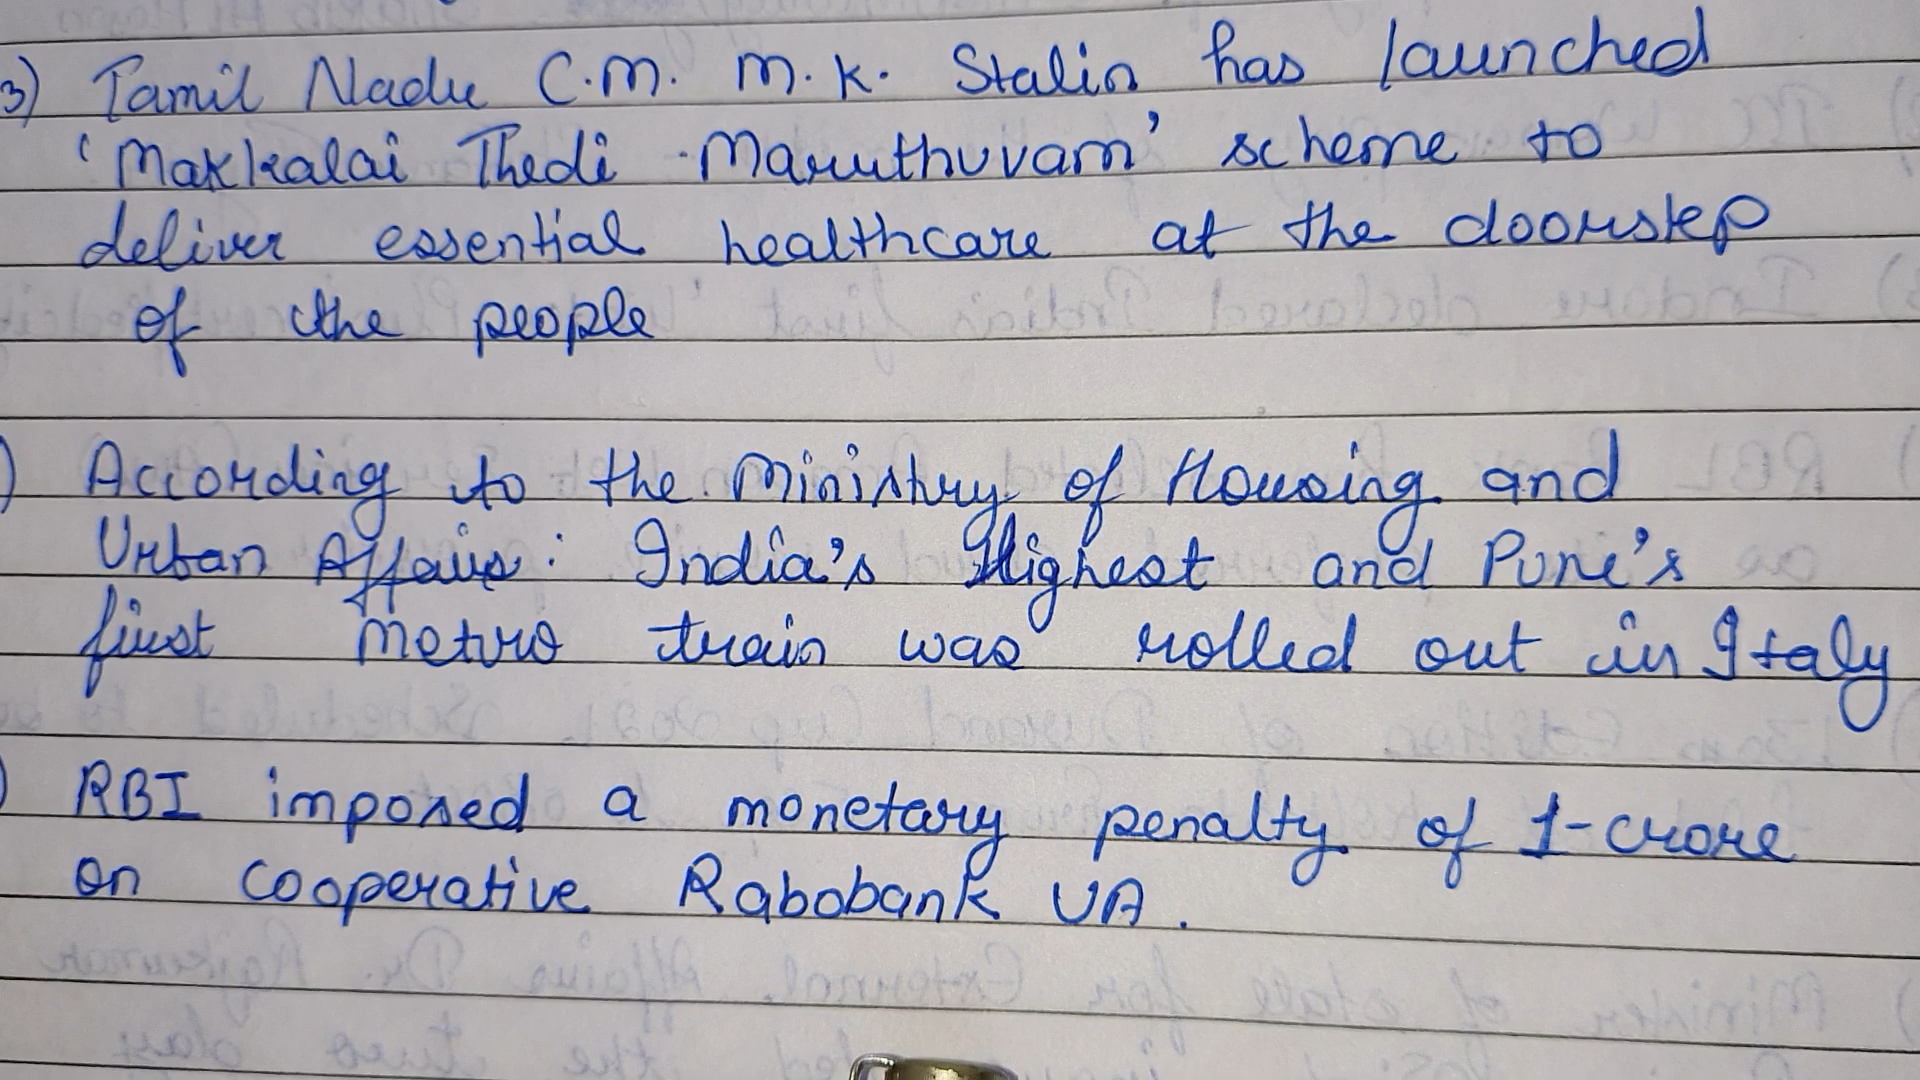 3) Tamil Nadu C.M. M.K. Stalin has launched
'Makkalai Thedi Maruthuvam' scheme to
deliver essential healthcare at the doorstep
of the people
) According to the Ministry of Housing and
Urban Affairs: India's Highest and Pune's
first Metro train was rolled out in Italy
) RBI imposed a monetary penalty of 1-crore
on cooperative Rabobank UA.